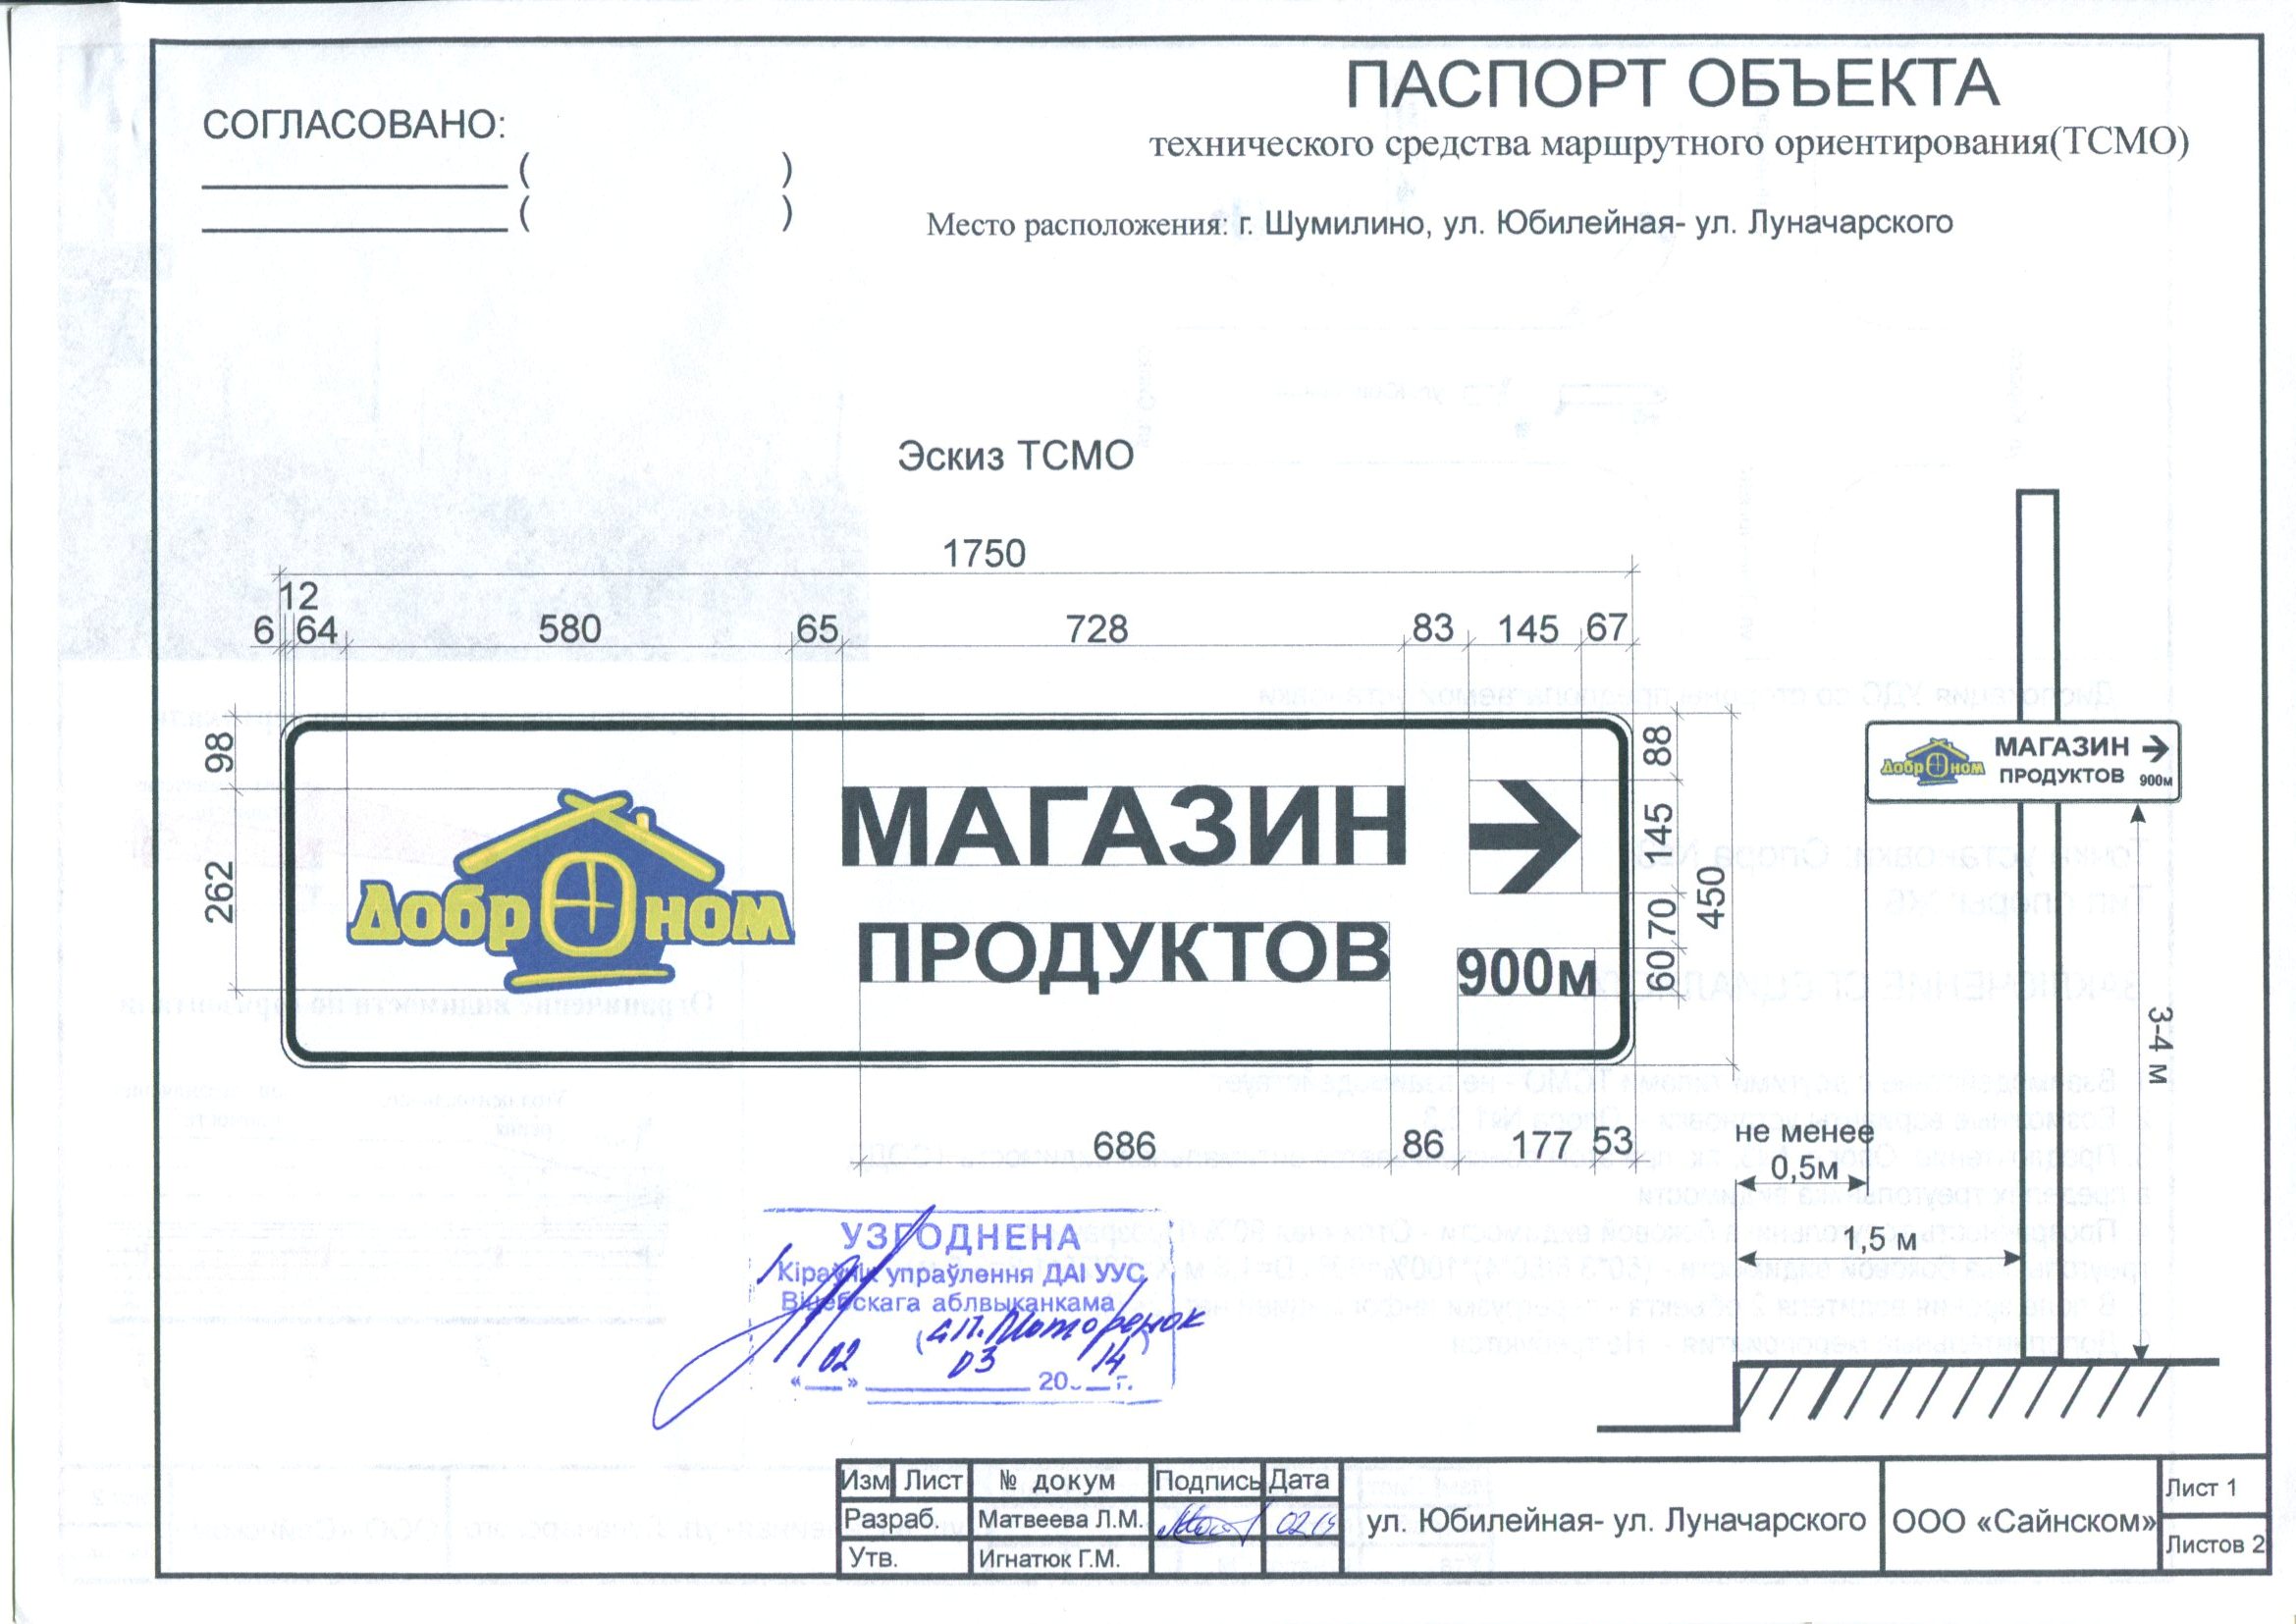 ПАСПОРТ ОБЪЕКТА
технического средства маршрутного ориентирования(ТСМО)
СОГЛАСОВАНО:
( )
( )
Место расположения: г. Шумилино, ул. Юбилейная- ул. Луначарского
Эскиз ТСМО
1750
12
6 64 580 65 728 83 145 67
98
262
ДобрОном
МАГАЗИН
ПРОДУКТОВ
900м
88
145
70
60
450
686 86 177 53
ДобрОном
МАГАЗИН
ПРОДУКТОВ
900м
3-4 м
не менее
0,5м
1,5 м
УЗГОДНЕНА
Кіраўнік упраўлення ДАІ УУС
Віцебскага аблвыканкама
( )
« 02 » 03 20 14 г.
Изм Лист № докум Подпись Дата
Разраб. Матвеева Л.М. 02.14
Утв. Игнатюк Г.М.
ул. Юбилейная- ул. Луначарского
ООО «Сайнском»
Лист 1
Листов 2